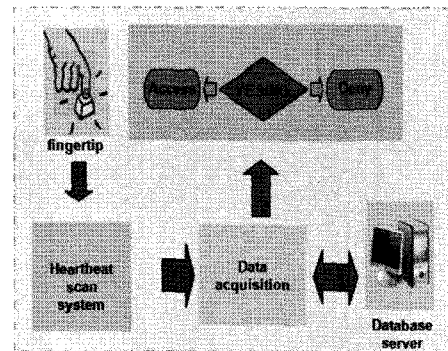 fingertip
Access
Deny
Heartbeat
scan
system
Data
acquisition
Database
server